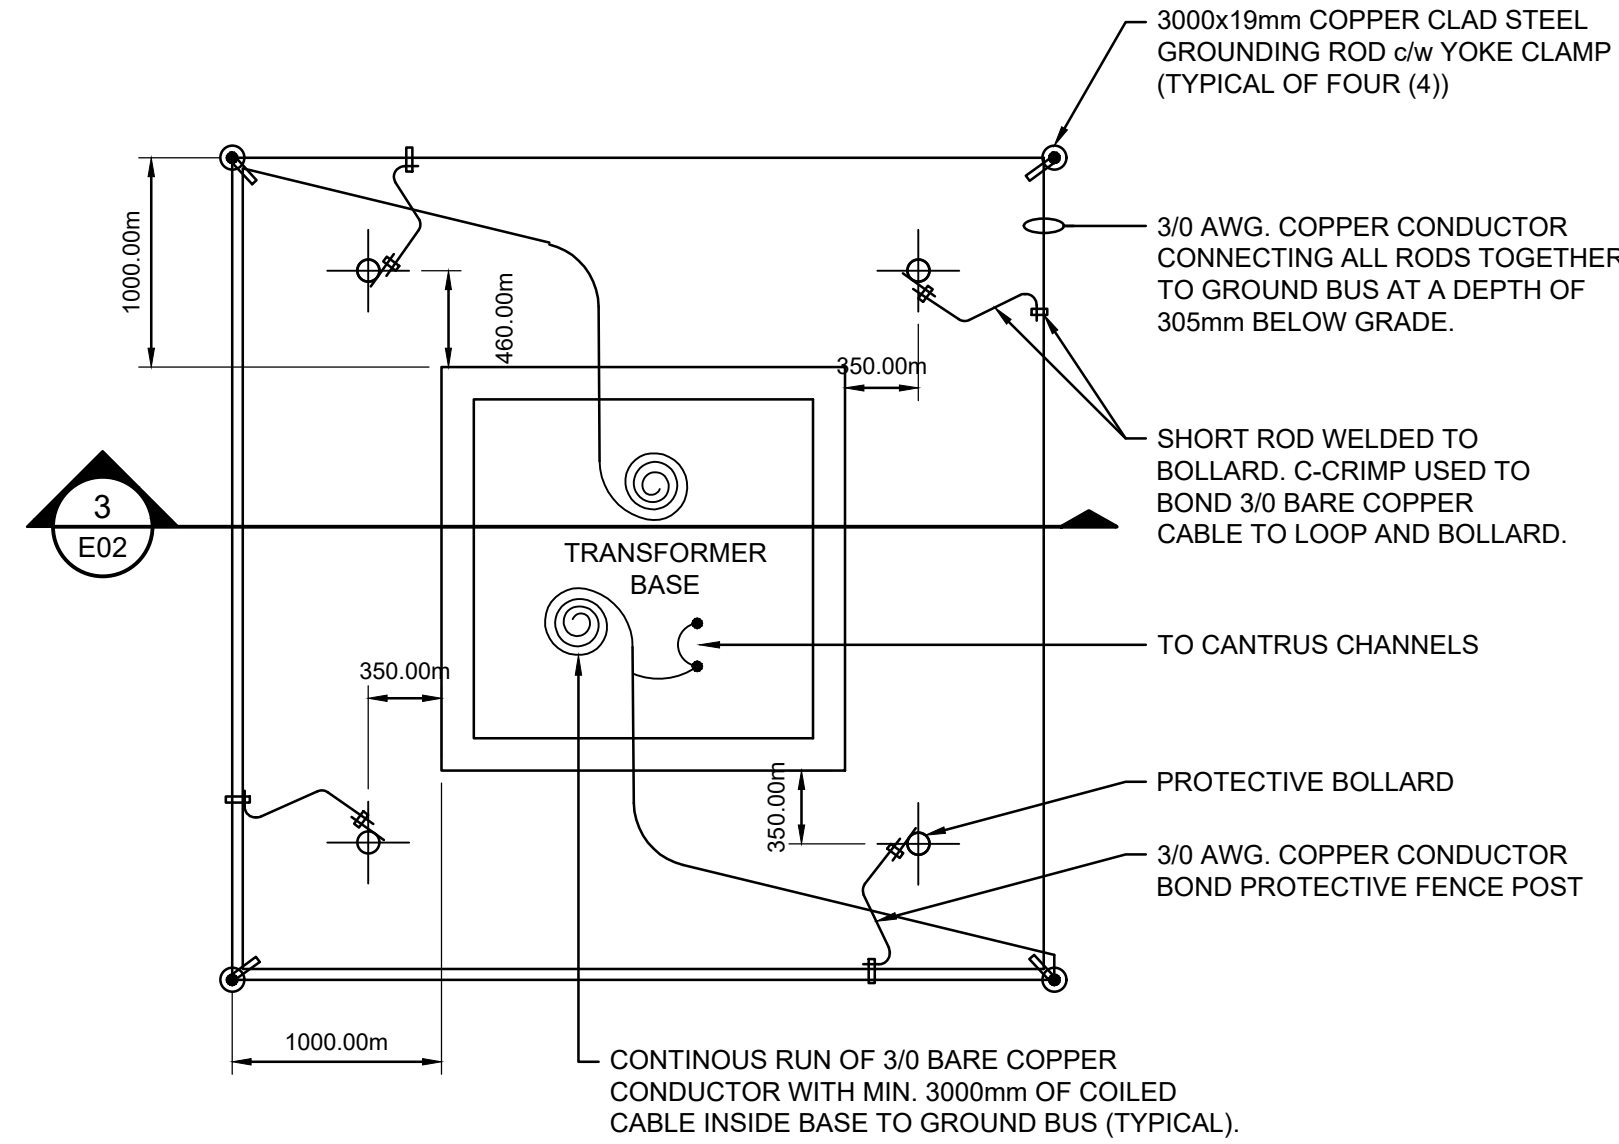 3000x19mm COPPER CLAD STEEL
GROUNDING ROD c/w YOKE CLAMP
(TYPICAL OF FOUR (4))
1000.00m
460.00m
3/0 AWG. COPPER CONDUCTOR
CONNECTING ALL RODS TOGETHER
TO GROUND BUS AT A DEPTH OF
305mm BELOW GRADE.
350.00m
SHORT ROD WELDED TO
BOLLARD. C-CRIMP USED TO
BOND 3/0 BARE COPPER
CABLE TO LOOP AND BOLLARD.
3
E02
TRANSFORMER
BASE
TO CANTRUS CHANNELS
350.00m
350.00m
PROTECTIVE BOLLARD
3/0 AWG. COPPER CONDUCTOR
BOND PROTECTIVE FENCE POST
1000.00m
CONTINOUS RUN OF 3/0 BARE COPPER
CONDUCTOR WITH MIN. 3000mm OF COILED
CABLE INSIDE BASE TO GROUND BUS (TYPICAL).